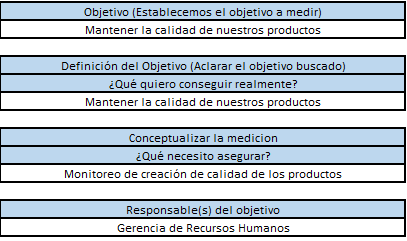 Objetivo (Establecemos el objetivo a medir)
Mantener la calidad de nuestros productos
Definición del Objetivo (Aclarar el objetivo buscado)
¿Qué quiero conseguir realmente?
Mantener la calidad de nuestros productos
Conceptualizar la medicion
¿Qué necesito asegurar?
Monitoreo de creación de calidad de los productos
Responsable(s) del objetivo
Gerencia de Recursos Humanos